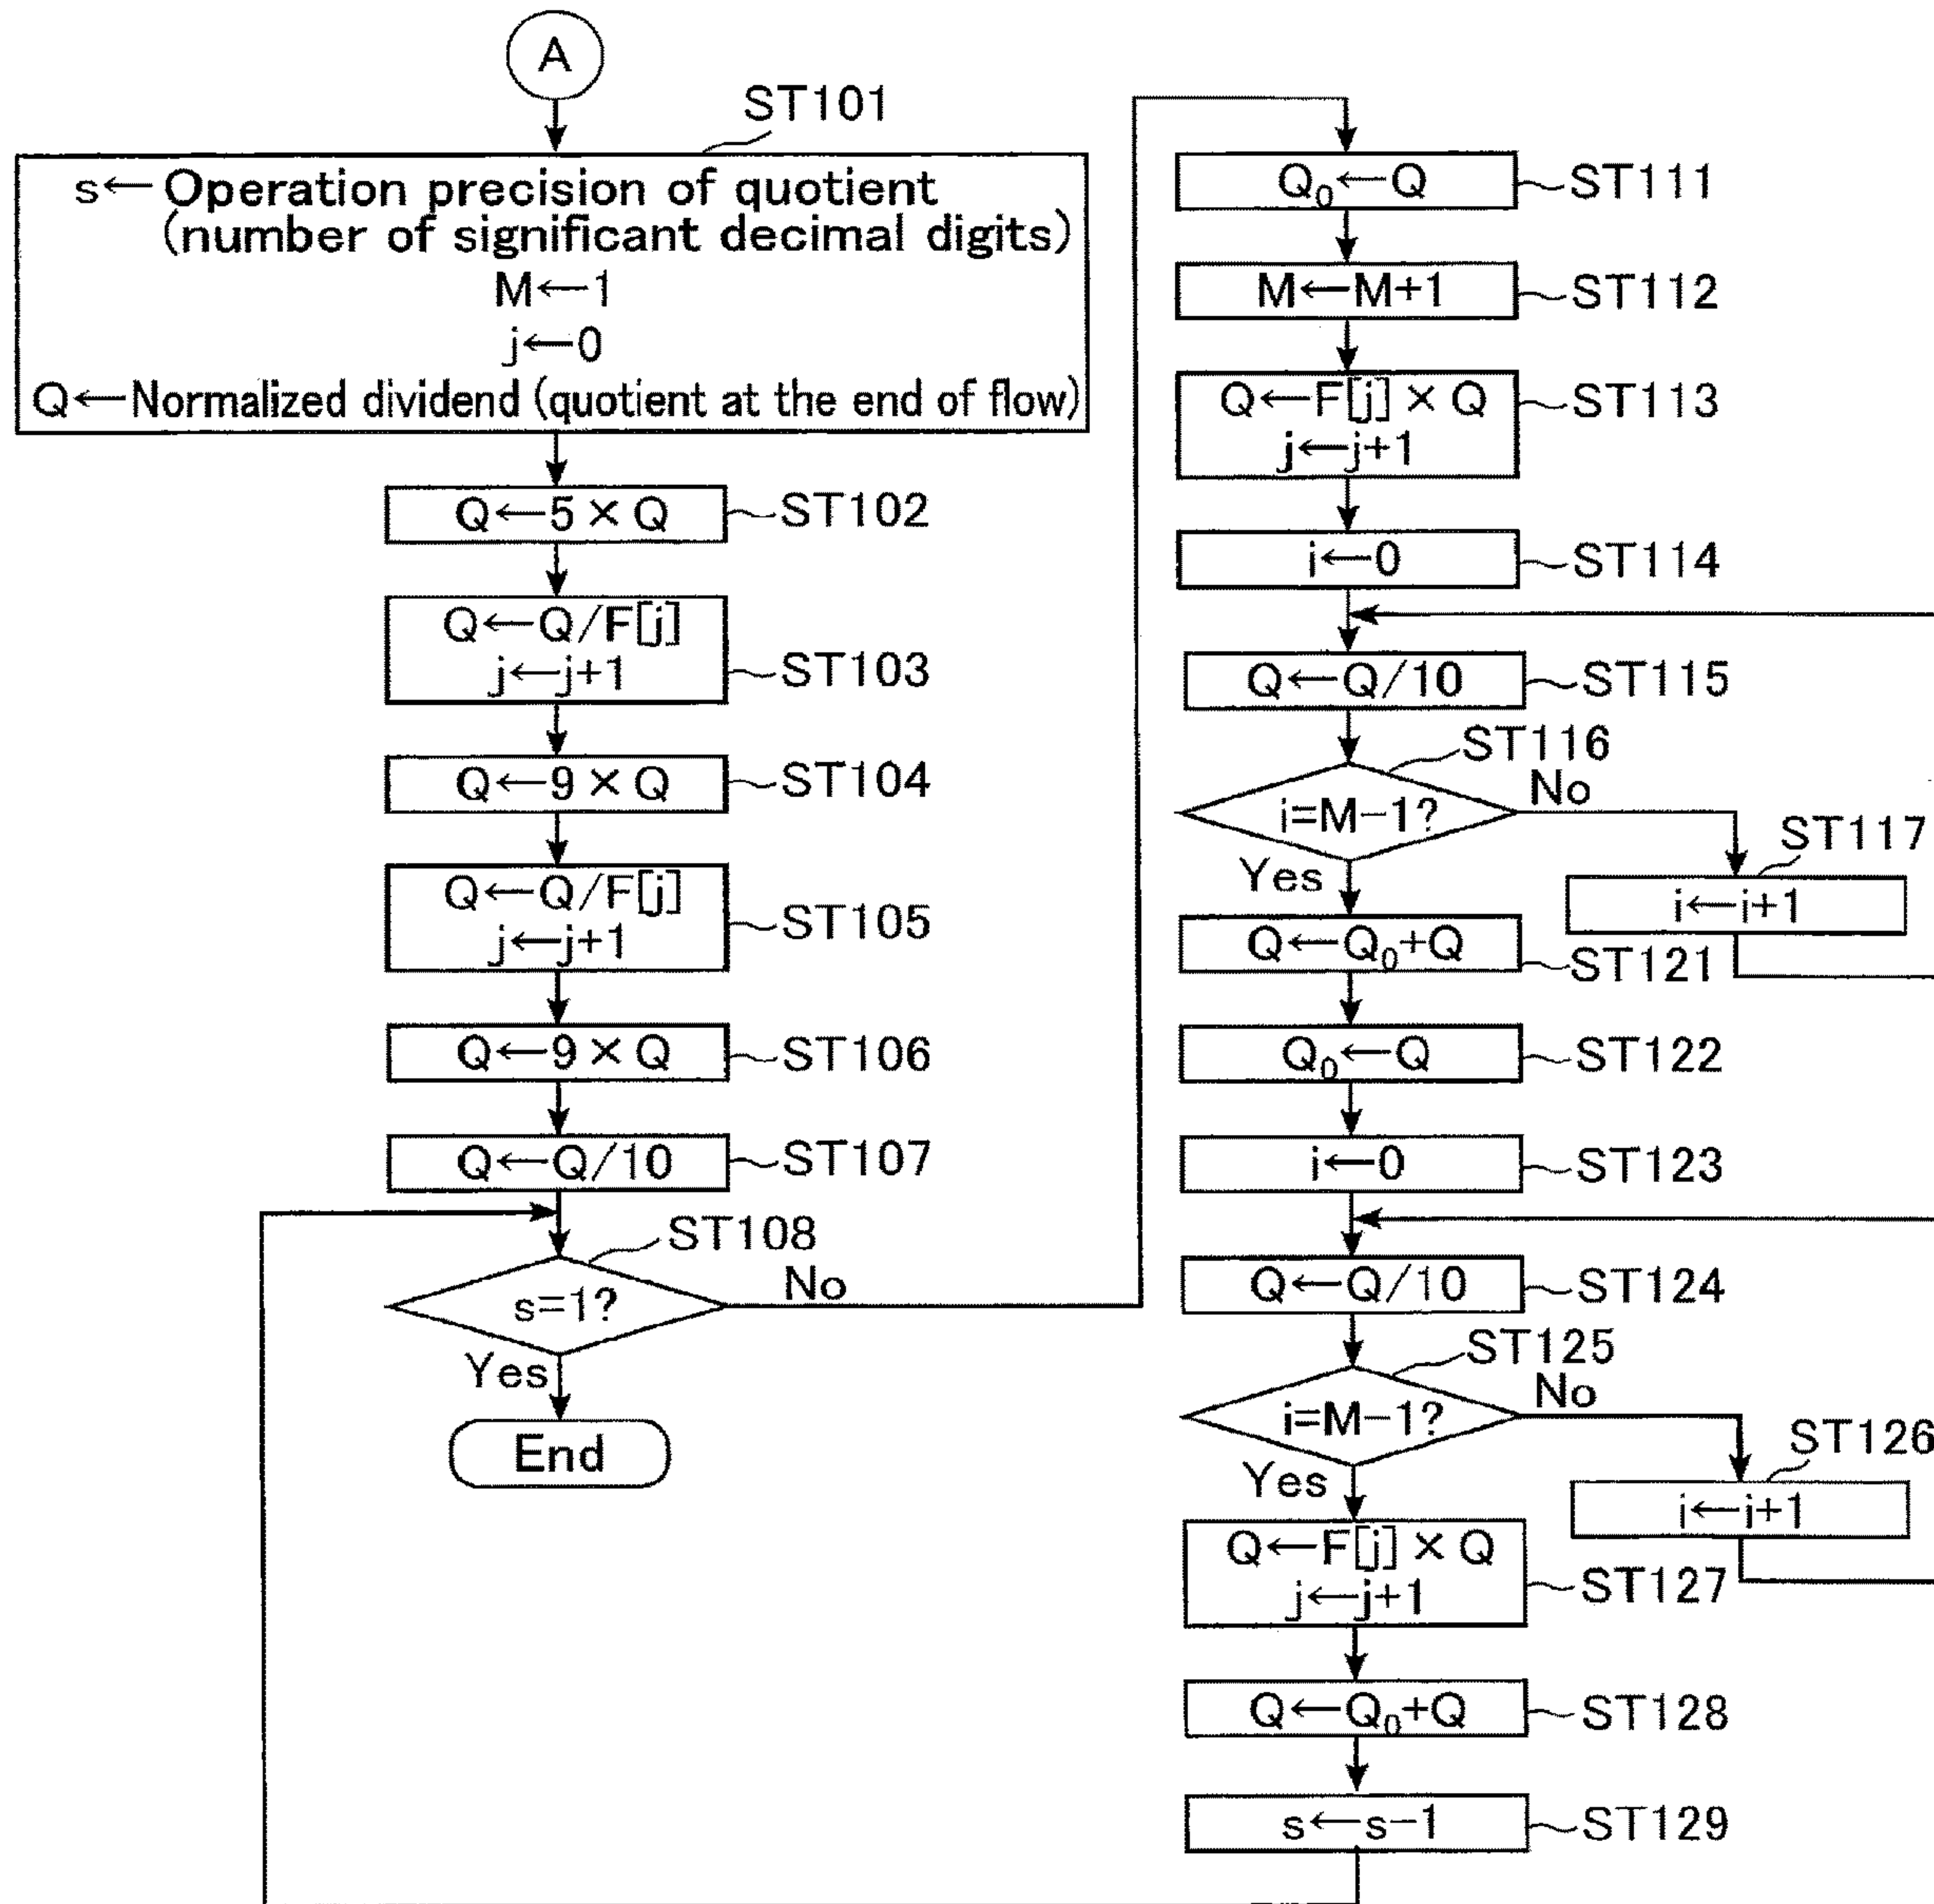 A
ST101
s←Operation precision of quotient
(number of significant decimal digits)
M←1
j←0
Q←Normalized dividend (quotient at the end of flow)
Q←5×Q
ST102
Q←Q/F[j]
j←j+1
ST103
Q←9×Q
ST104
Q←Q/F[j]
j←j+1
ST105
Q←9×Q
ST106
Q←Q/10
ST107
ST108
s=1?
No
Yes
End
Q₀←Q
ST111
M←M+1
ST112
Q←F[j]×Q
j←j+1
ST113
i←0
ST114
Q←Q/10
ST115
ST116
i=M-1?
No
Yes
ST117
i←i+1
Q←Q₀+Q
ST121
Q₀←Q
ST122
i←0
ST123
Q←Q/10
ST124
ST125
i=M-1?
No
Yes
ST126
i←i+1
Q←F[j]×Q
j←j+1
ST127
Q←Q₀+Q
ST128
s←s-1
ST129